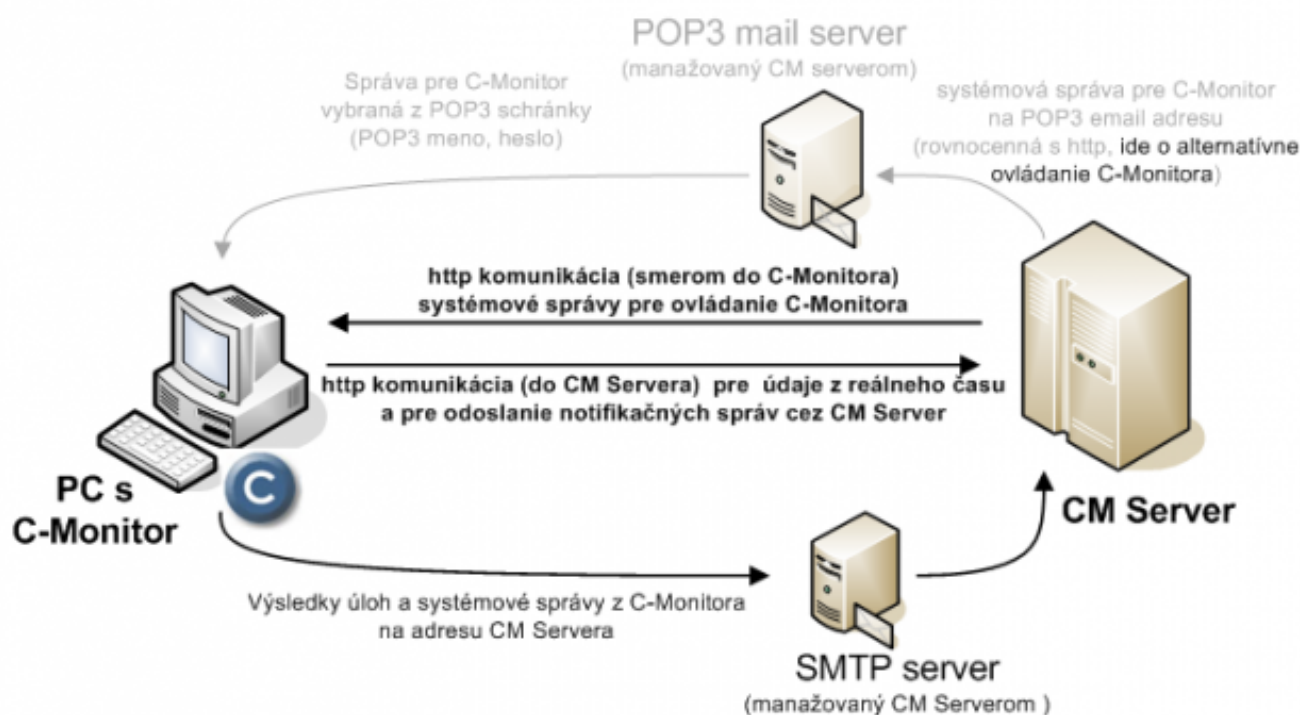 POP3 mail server
(manažovaný CM serverom)
Správa pre C-Monitor
vybraná z POP3 schránky
(POP3 meno, heslo)
systémová správa pre C-Monitor
na POP3 email adresu
(rovnocenná s http, ide o alternatívne
ovládanie C-Monitora)
http komunikácia (smerom do C-Monitora)
systémové správy pre ovládanie C-Monitora
http komunikácia (do CM Servera) pre údaje z reálneho času
a pre odoslanie notifikačných správ cez CM Server
PC s
C-Monitor
C
CM Server
Výsledky úloh a systémové správy z C-Monitora
na adresu CM Servera
SMTP server
(manažovaný CM Serverom )